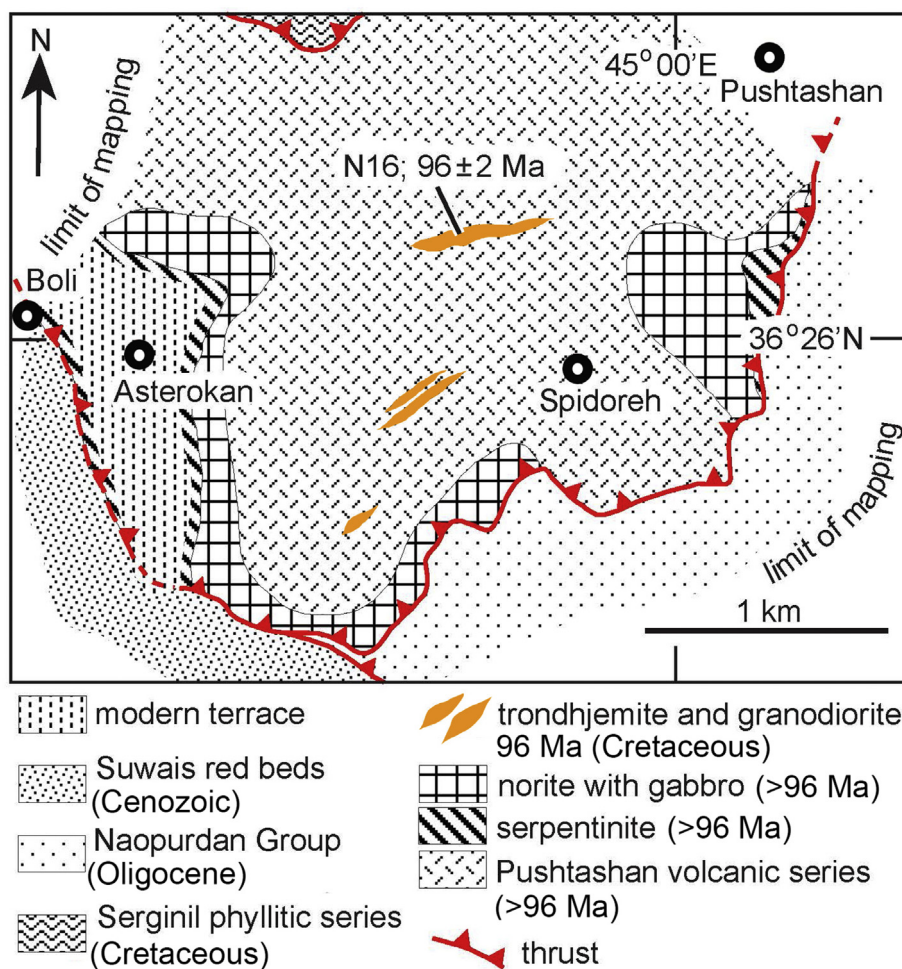 N
limit of mapping
45°00'E
Pushtashan
N16; 96±2 Ma
Boli
36°26'N
Asterokan
Spidoreh
limit of mapping
1 km
modern terrace
Suwais red beds
(Cenozoic)
Naopurdan Group
(Oligocene)
Serginil phyllitic series
(Cretaceous)
trondhjemite and granodiorite
96 Ma (Cretaceous)
norite with gabbro (>96 Ma)
serpentinite (>96 Ma)
Pushtashan volcanic series
(>96 Ma)
thrust